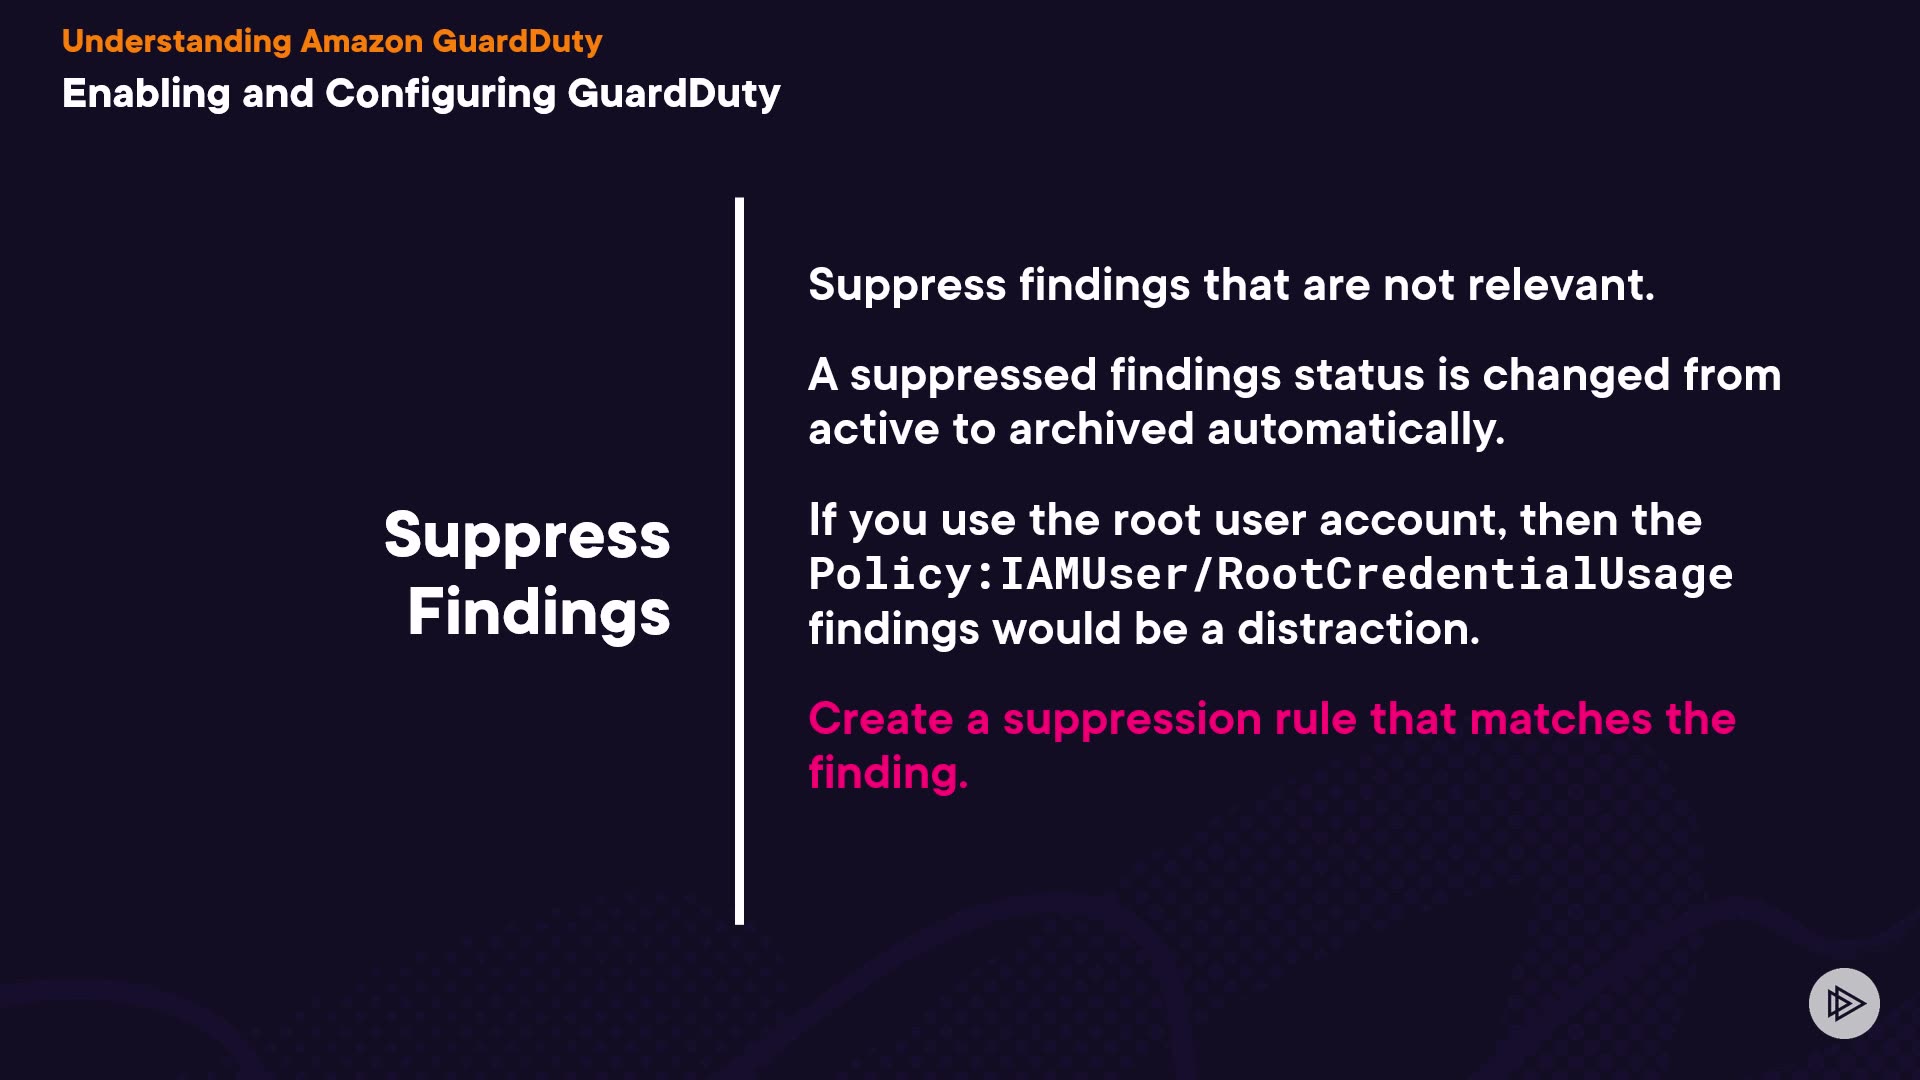 Understanding Amazon GuardDuty
Enabling and Configuring GuardDuty
Suppress
Findings
Suppress findings that are not relevant.
A suppressed findings status is changed from
active to archived automatically.
If you use the root user account, then the
Policy:IAMUser/RootCredentialUsage
findings would be a distraction.
Create a suppression rule that matches the
finding.